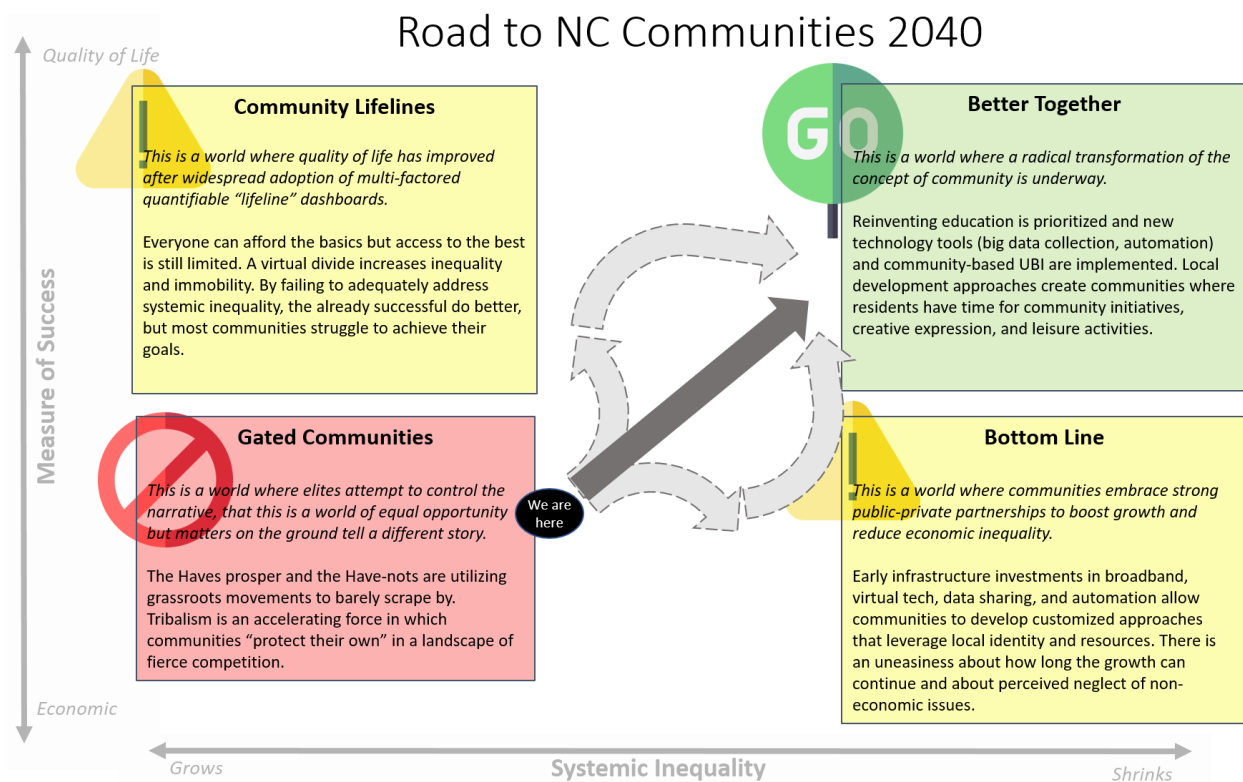 Road to NC Communities 2040
Quality of Life
Measure of Success
Economic
!
Community Lifelines
This is a world where quality of life has improved
after widespread adoption of multi-factored
quantifiable “lifeline” dashboards.
Everyone can afford the basics but access to the best
is still limited. A virtual divide increases inequality
and immobility. By failing to adequately address
systemic inequality, the already successful do better,
but most communities struggle to achieve their
goals.
GO
Better Together
This is a world where a radical transformation of the
concept of community is underway.
Reinventing education is prioritized and new
technology tools (big data collection, automation)
and community-based UBI are implemented. Local
development approaches create communities where
residents have time for community initiatives,
creative expression, and leisure activities.
Gated Communities
This is a world where elites attempt to control the
narrative, that this is a world of equal opportunity
but matters on the ground tell a different story.
The Haves prosper and the Have-nots are utilizing
grassroots movements to barely scrape by.
Tribalism is an accelerating force in which
communities “protect their own” in a landscape of
fierce competition.
We are
here
!
Bottom Line
This is a world where communities embrace strong
public-private partnerships to boost growth and
reduce economic inequality.
Early infrastructure investments in broadband,
virtual tech, data sharing, and automation allow
communities to develop customized approaches
that leverage local identity and resources. There is
an uneasiness about how long the growth can
continue and about perceived neglect of non-
economic issues.
Grows
Systemic Inequality
Shrinks